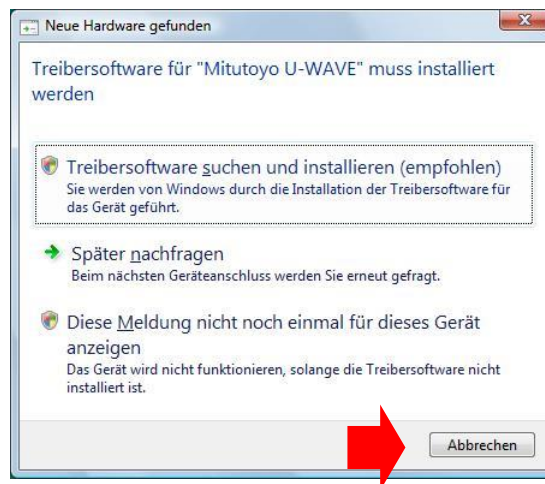 Neue Hardware gefunden
Treibersoftware für "Mitutoyo U-WAVE" muss installiert
werden
Treibersoftware suchen und installieren (empfohlen)
Sie werden von Windows durch die Installation der Treibersoftware für
das Gerät geführt.
Später nachfragen
Beim nächsten Geräteanschluss werden Sie erneut gefragt.
Diese Meldung nicht noch einmal für dieses Gerät
anzeigen
Das Gerät wird nicht funktionieren, solange die Treibersoftware nicht
installiert ist.
Abbrechen